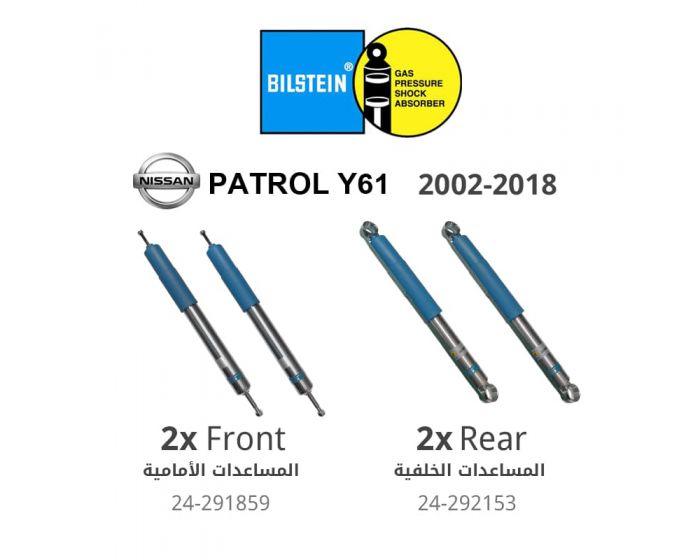 BILSTEIN®
GAS
PRESSURE
SHOCK
ABSORBER
NISSAN PATROL Y61 2002-2018
2x Front
المساعدات الأمامية
24-291859
2x Rear
المساعدات الخلفية
24-292153